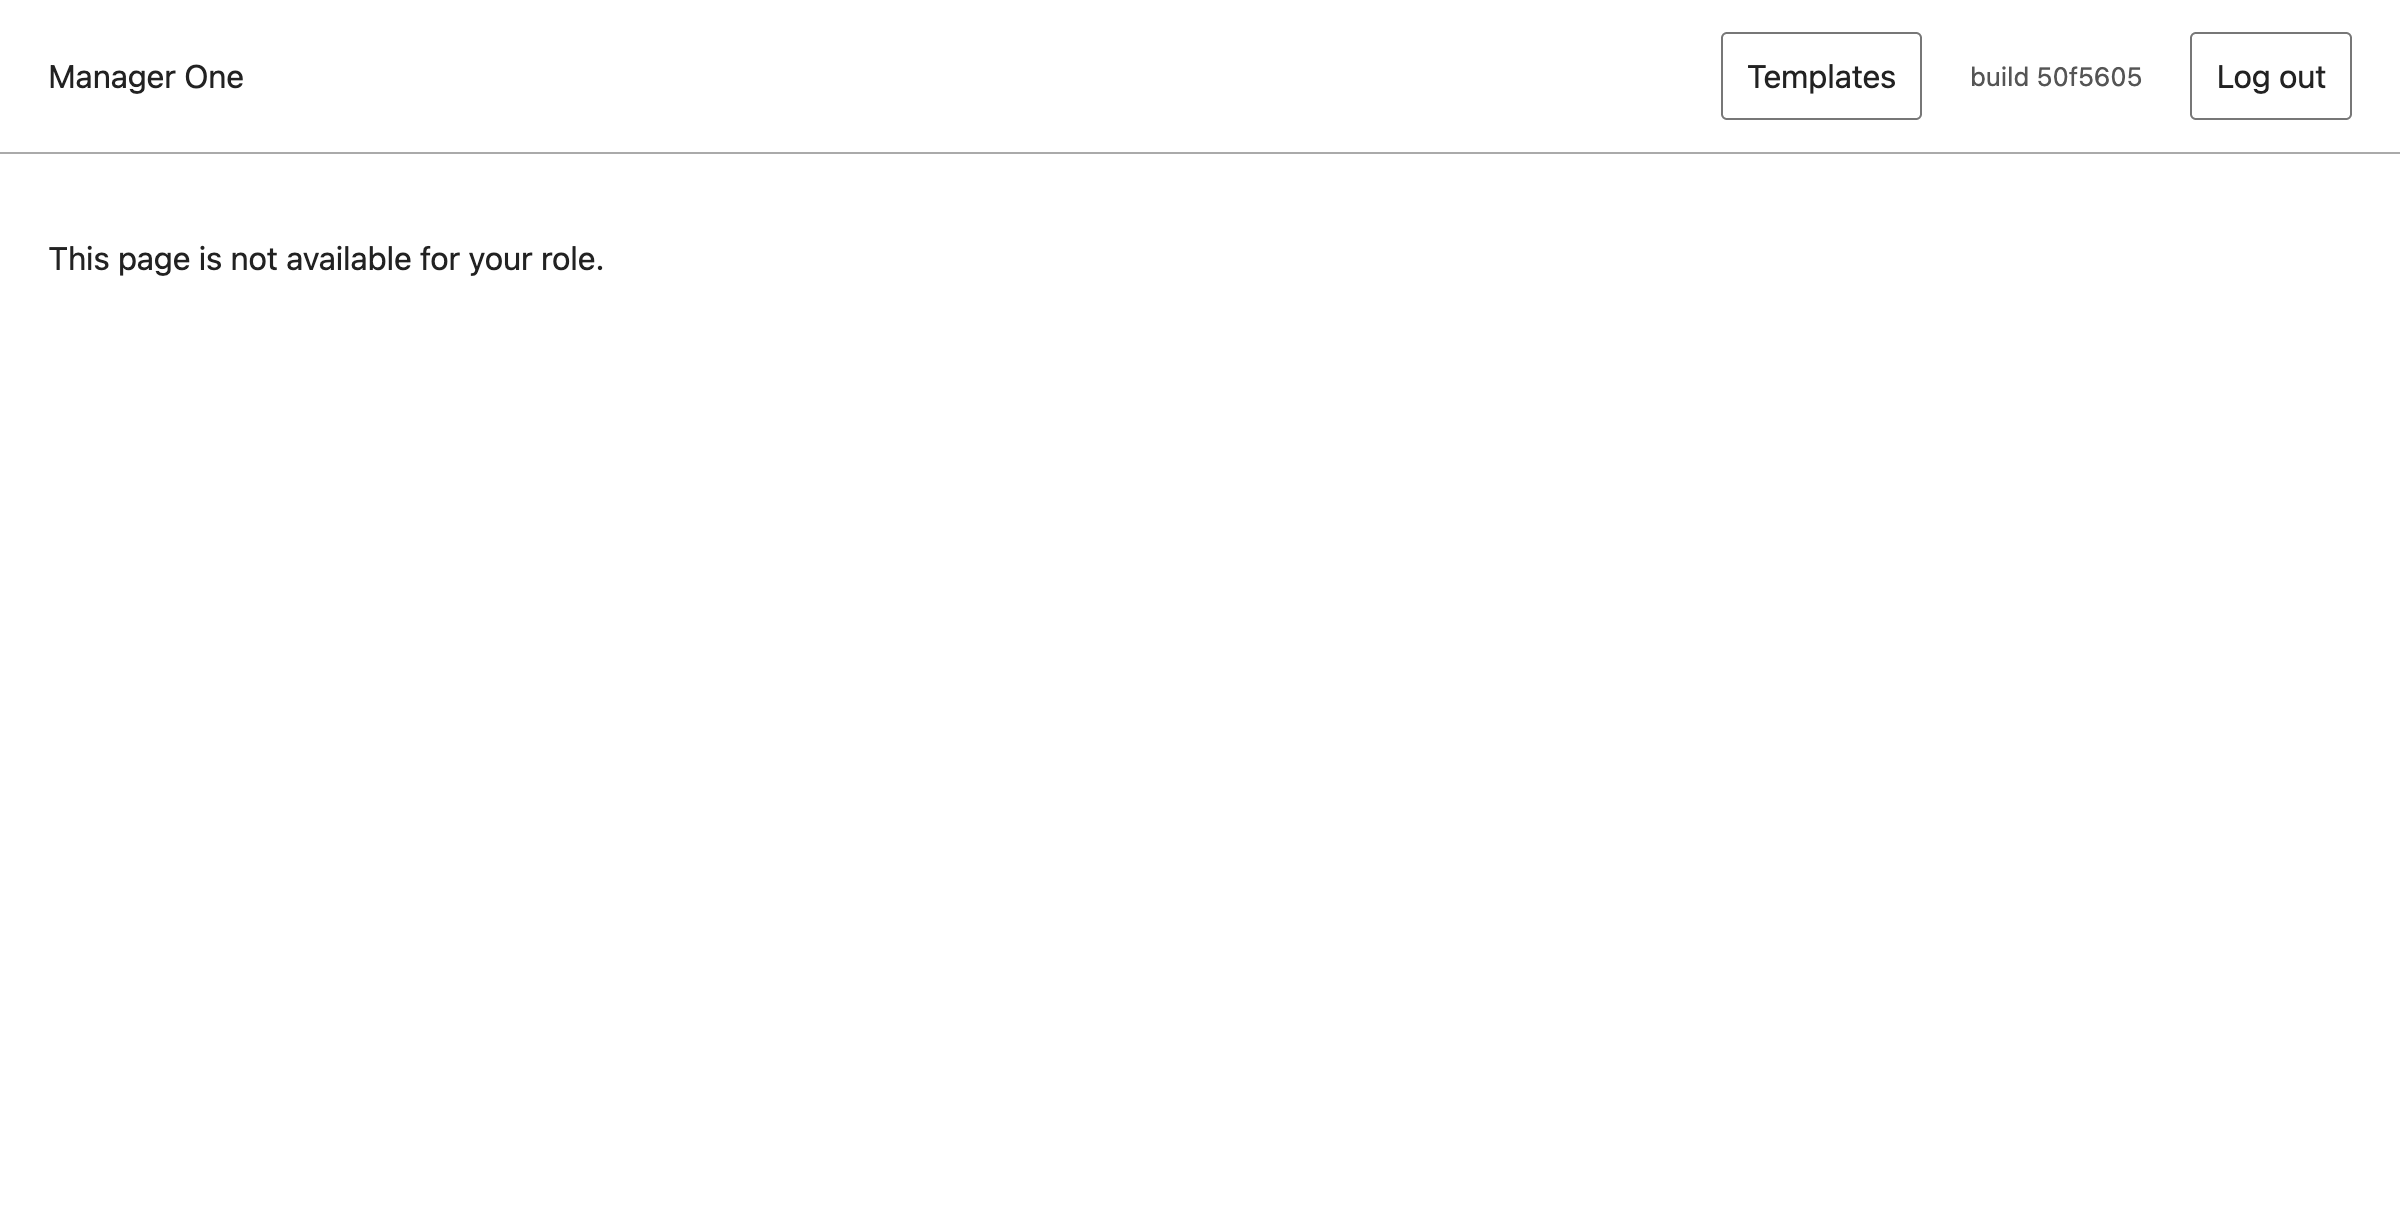 Manager One
Templates
build 50f5605
Log out
This page is not available for your role.